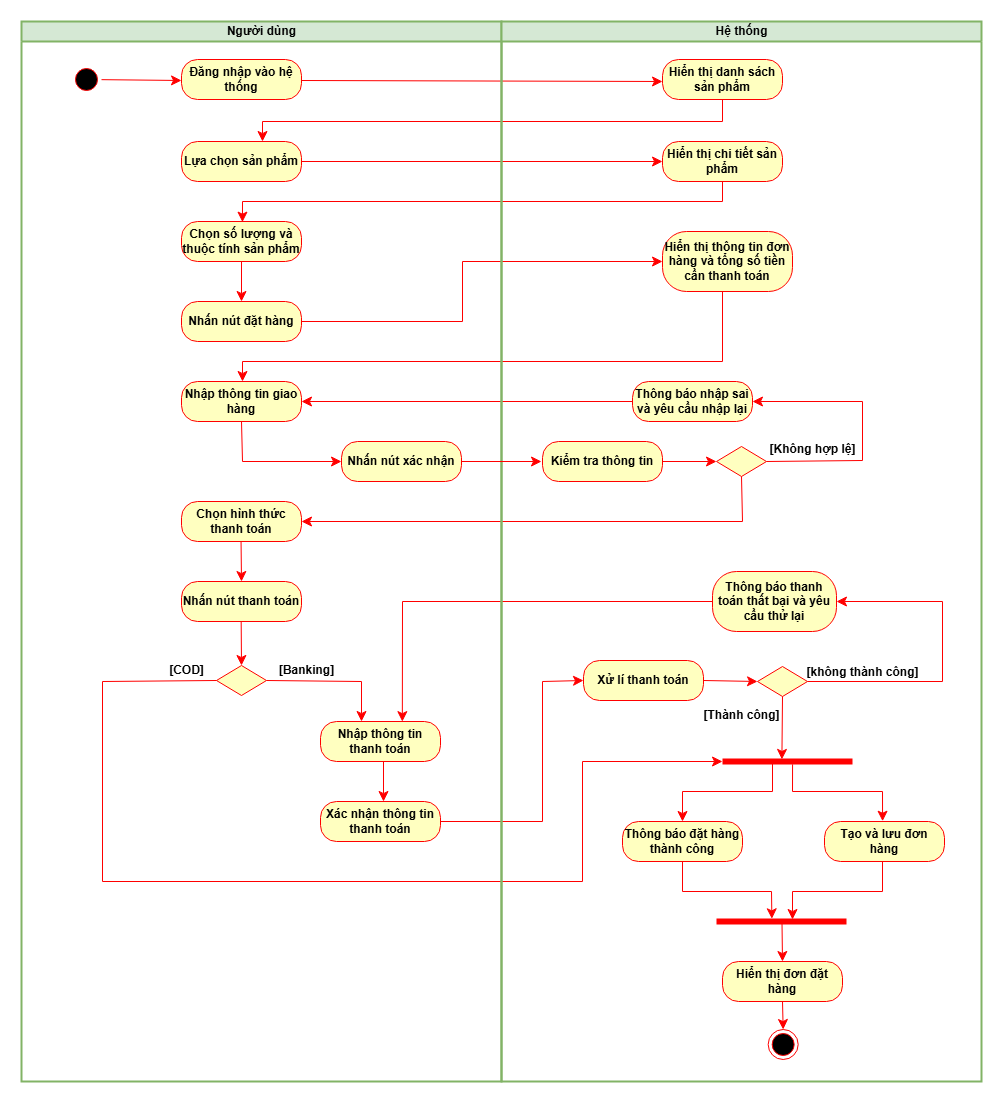 Người dùng
Hệ thống
Đăng nhập vào hệ
thống
Hiển thị danh sách
sản phẩm
Lựa chọn sản phẩm
Hiển thị chi tiết sản
phẩm
Chọn số lượng và
thuộc tính sản phẩm
Hiển thị thông tin đơn
hàng và tổng số tiền
cần thanh toán
Nhấn nút đặt hàng
Nhập thông tin giao
hàng
Thông báo nhập sai
và yêu cầu nhập lại
Nhấn nút xác nhận
Kiểm tra thông tin
[Không hợp lệ]
Chọn hình thức
thanh toán
Nhấn nút thanh toán
Thông báo thanh
toán thất bại và yêu
cầu thử lại
[COD]
[Banking]
Xử lí thanh toán
[không thành công]
[Thành công]
Nhập thông tin
thanh toán
Xác nhận thông tin
thanh toán
Thông báo đặt hàng
thành công
Tạo và lưu đơn
hàng
Hiển thị đơn đặt
hàng